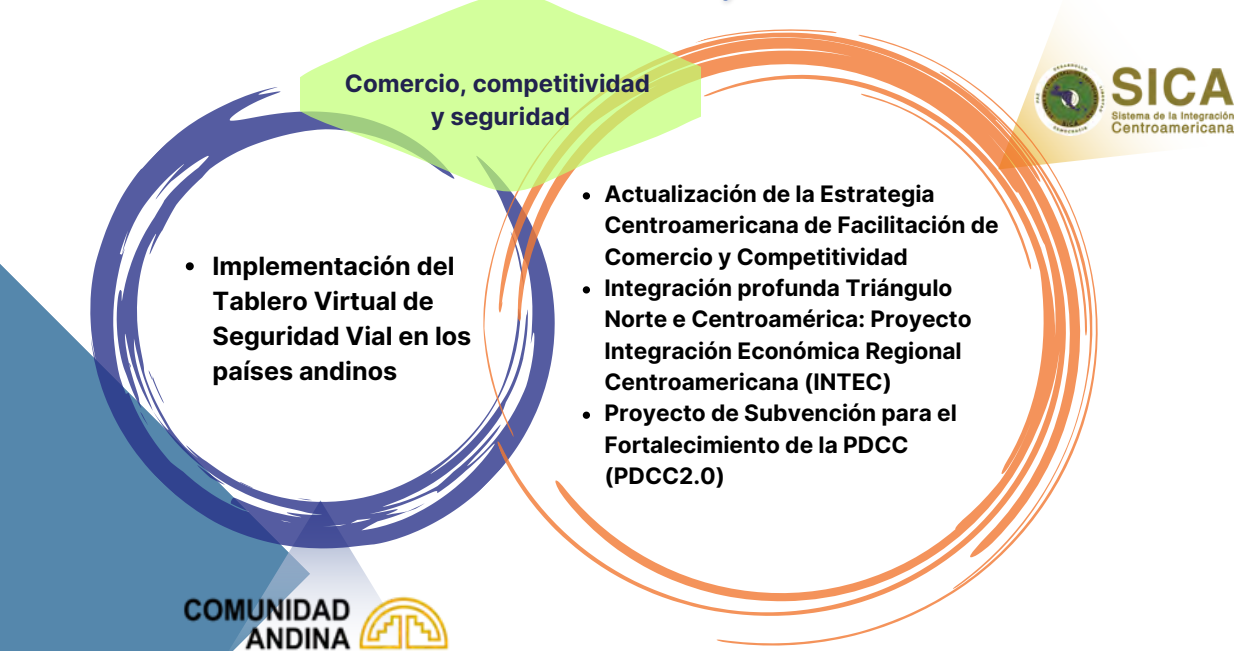 Comercio, competitividad
y seguridad
SICA
Sistema de la Integración
Centroamericana
• Implementación del
Tablero Virtual de
Seguridad Vial en los
países andinos
• Actualización de la Estrategia
Centroamericana de Facilitación de
Comercio y Competitividad
• Integración profunda Triángulo
Norte e Centroamérica: Proyecto
Integración Económica Regional
Centroamericana (INTEC)
• Proyecto de Subvención para el
Fortalecimiento de la PDCC
(PDCC2.0)
COMUNIDAD
ANDINA